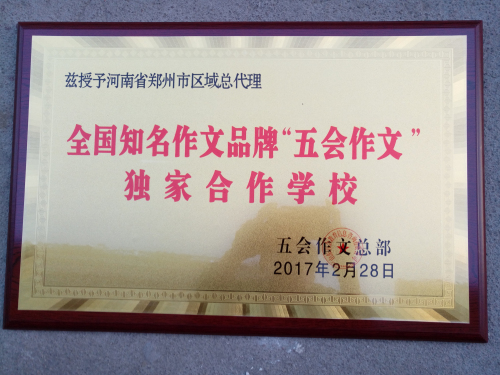 兹授予河南省郑州市区域总代理
全国知名作文品牌“五会作文”
独家合作学校
五会作文总部
2017年2月28日